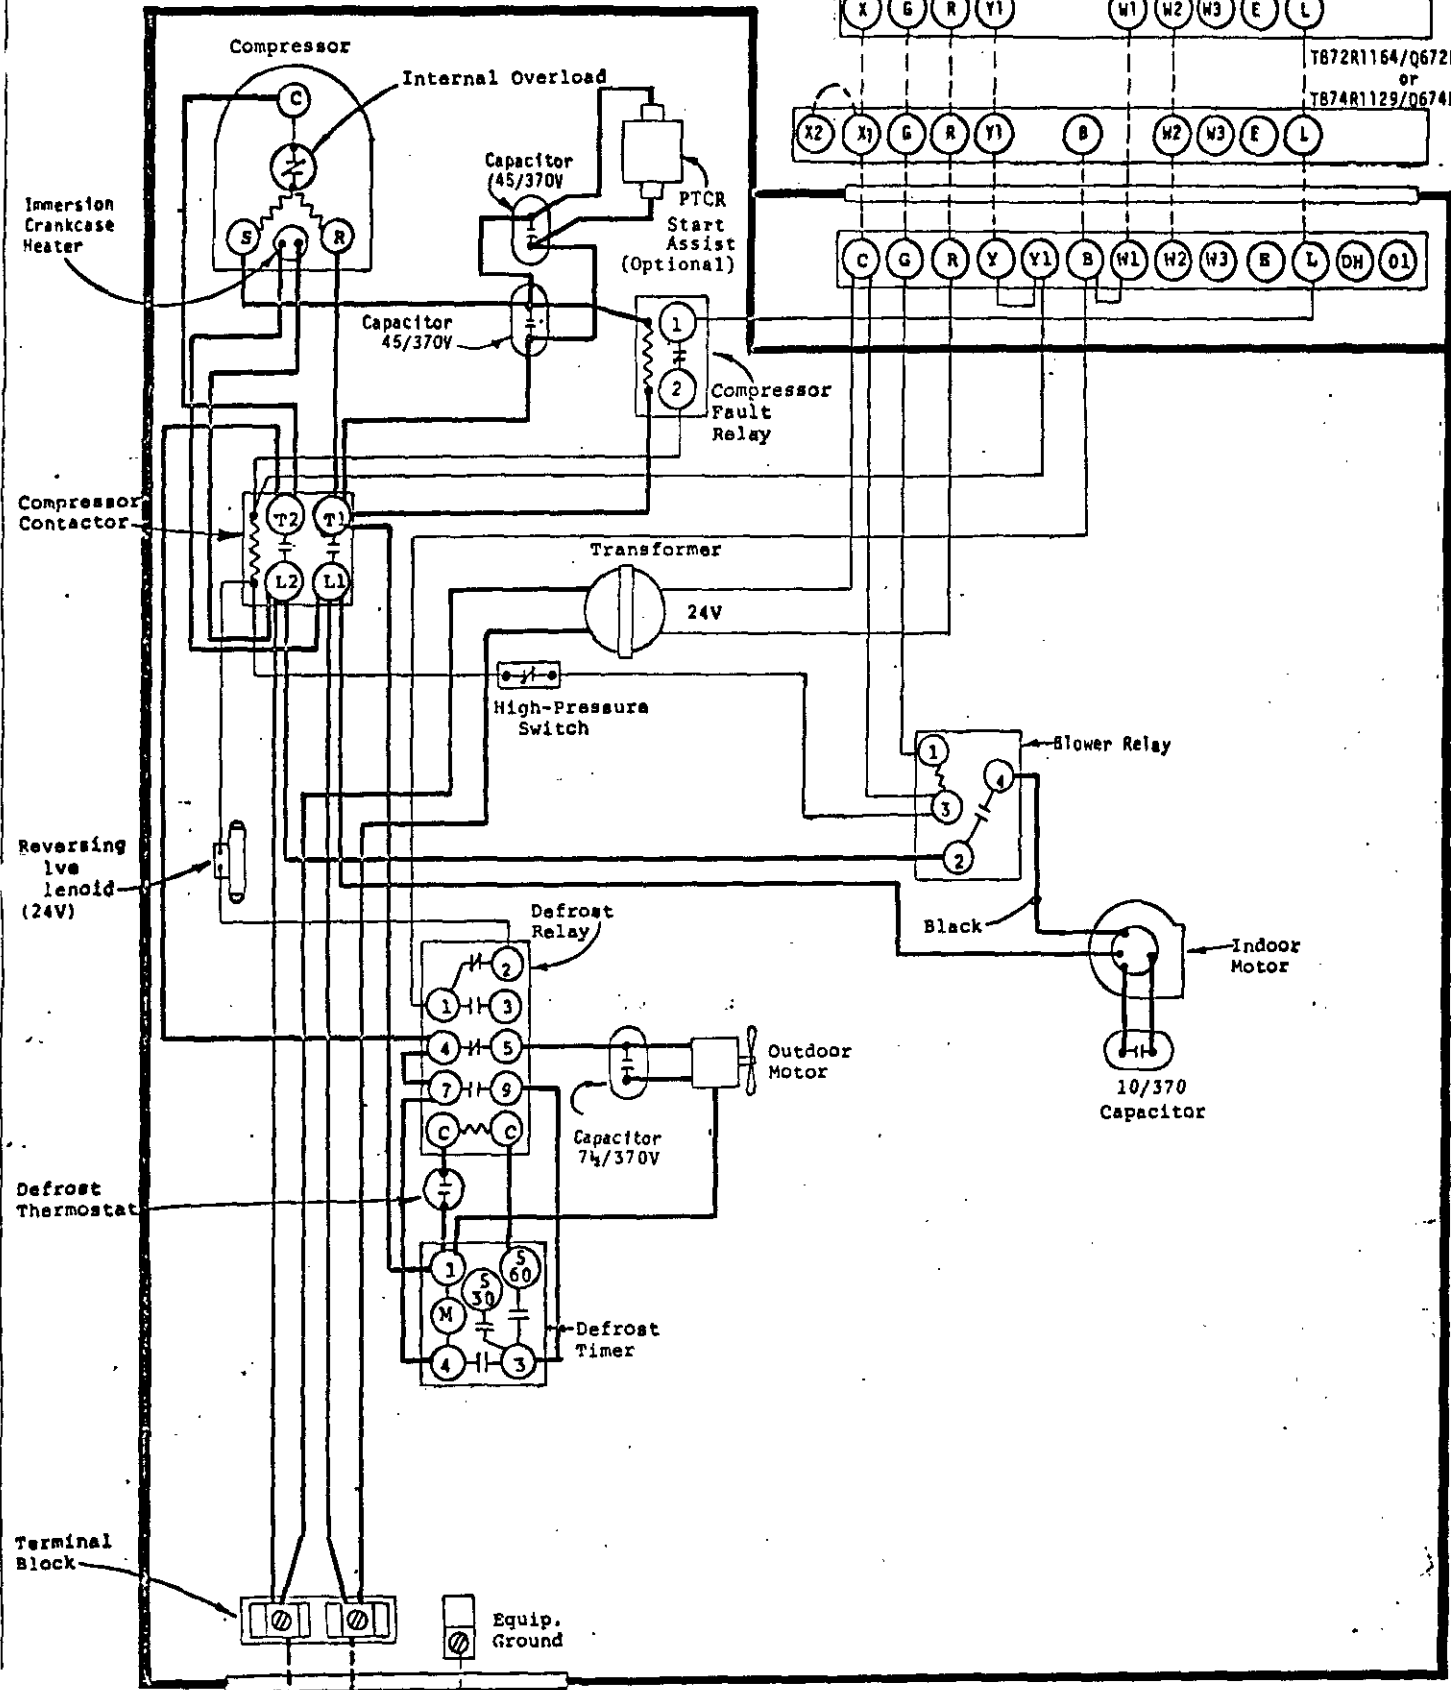 X G R Y1 W1 W2 W3 E L
T872R1164/Q672
or
T874R1129/Q674
X2 X1 G R Y1 B W2 W3 E L
C G R Y Y1 B W1 W2 W3 E L DH O1
Compressor
Internal Overload
C
S
R
Immersion
Crankcase
Heater
Capacitor
45/370V
PTCR
Start
Assist
(Optional)
Capacitor
45/370V
1
2
Compressor
Fault
Relay
Compressor
Contactor
T2 T1
L2 L1
Transformer
24V
High-Pressure
Switch
Blower Relay
1
4
3
2
Reversing
lve
lenoid
(24V)
Defrost
Relay
Black
Indoor
Motor
2
1 3
4 5
7 9
C C
Outdoor
Motor
10/370
Capacitor
Capacitor
7½/370V
Defrost
Thermostat
1
S
60
S
30
M
4 3
Defrost
Timer
Terminal
Block
Equip.
Ground